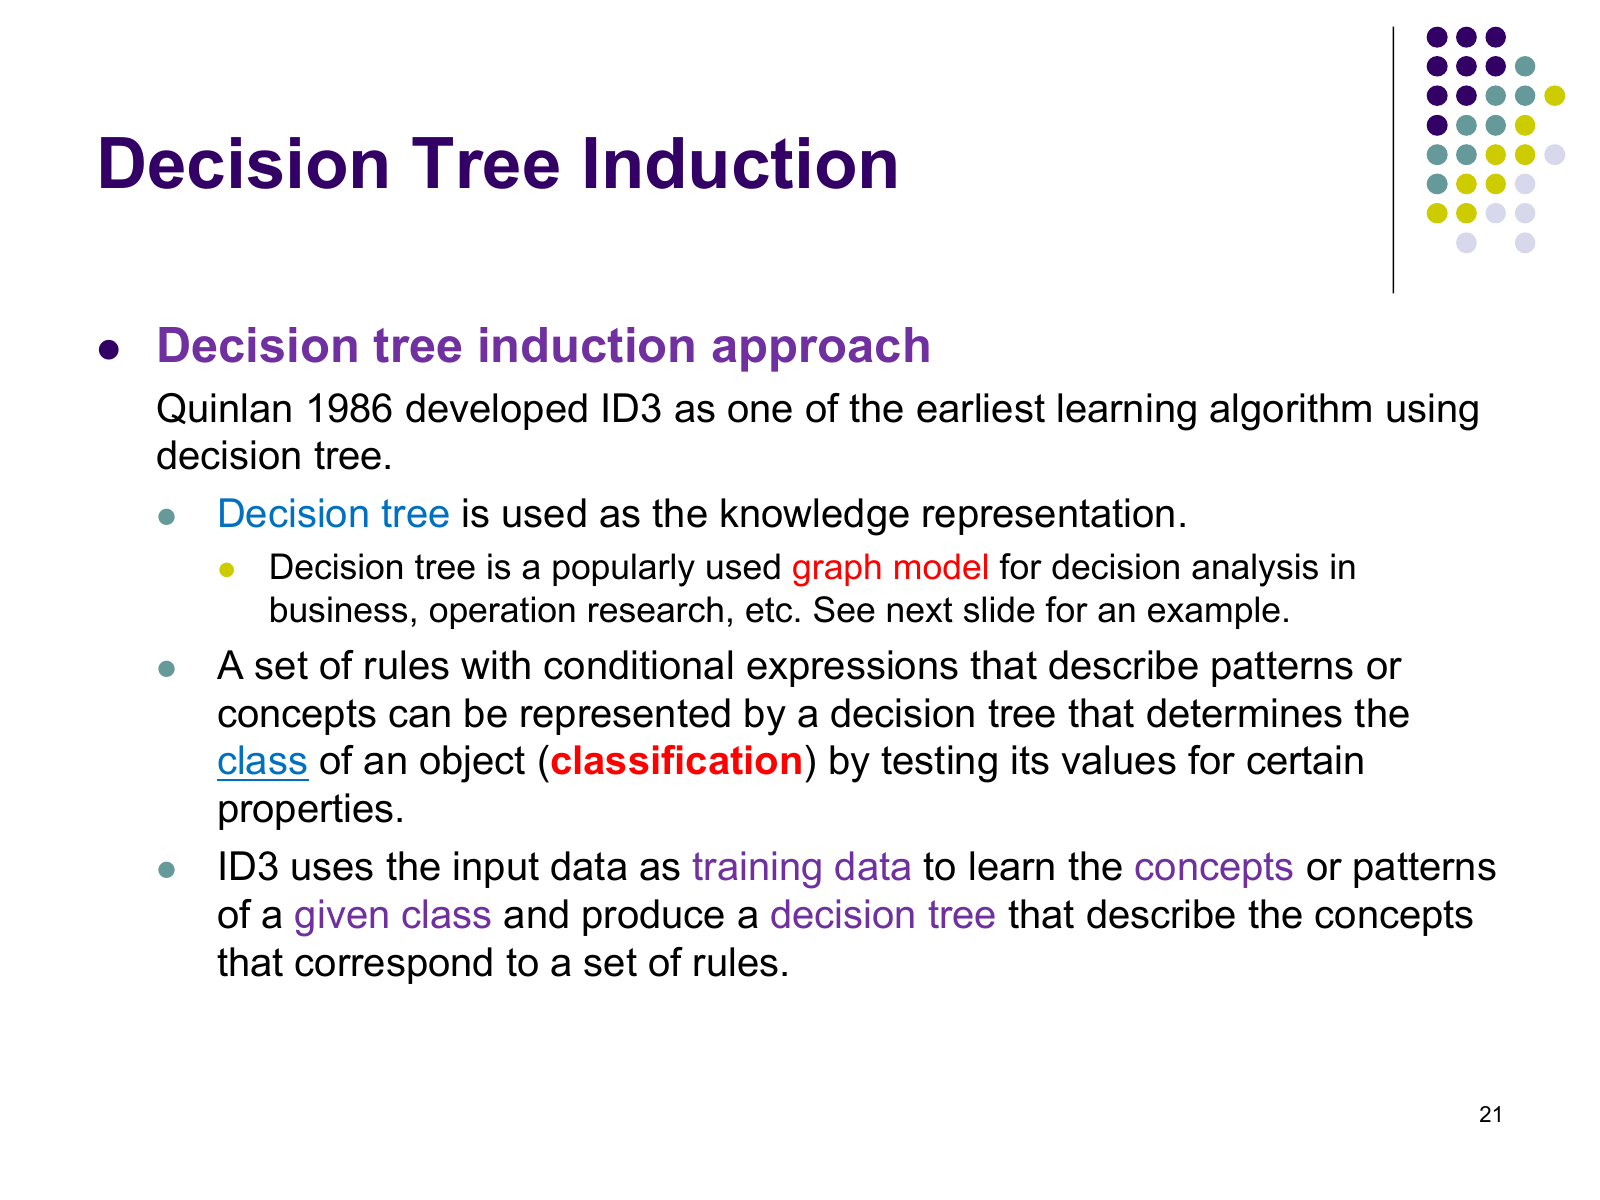 Decision Tree Induction
Decision tree induction approach
Quinlan 1986 developed ID3 as one of the earliest learning algorithm using
decision tree.
Decision tree is used as the knowledge representation.
Decision tree is a popularly used graph model for decision analysis in
business, operation research, etc. See next slide for an example.
A set of rules with conditional expressions that describe patterns or
concepts can be represented by a decision tree that determines the
class of an object (classification) by testing its values for certain
properties.
ID3 uses the input data as training data to learn the concepts or patterns
of a given class and produce a decision tree that describe the concepts
that correspond to a set of rules.
21